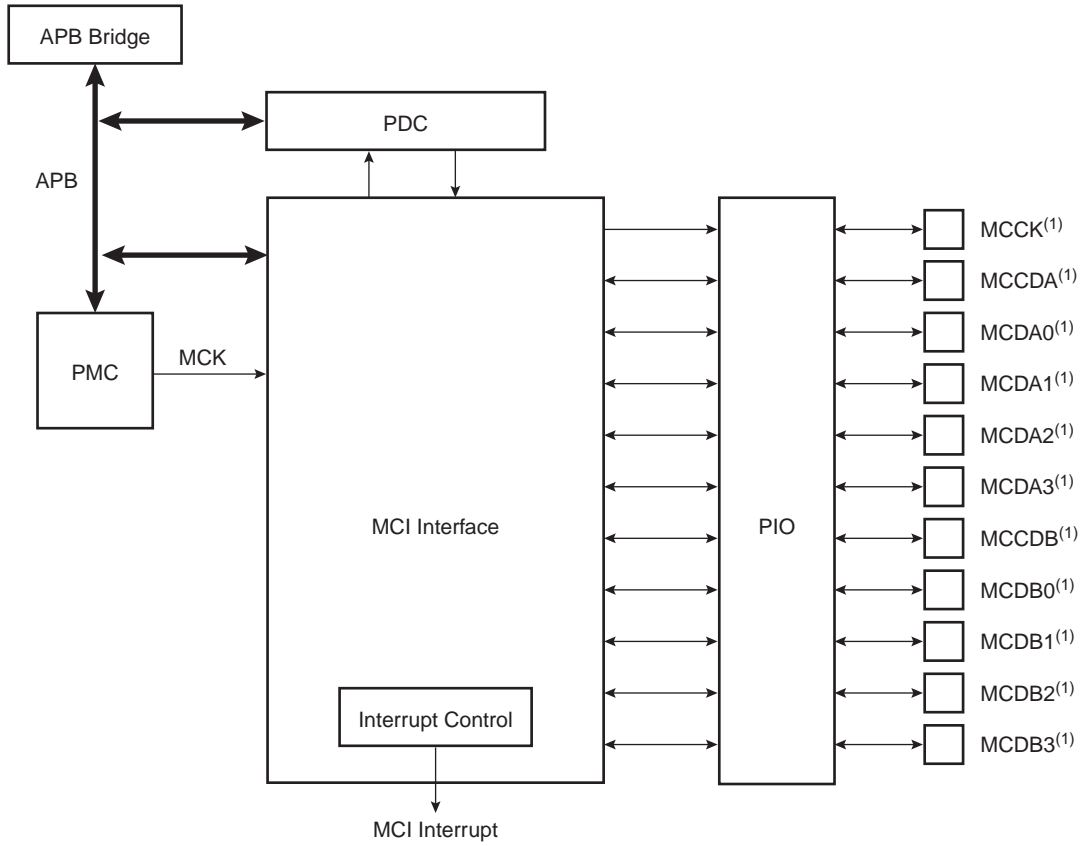 APB Bridge
PDC
APB
MCCK(1)
MCCDA(1)
MCDA0(1)
PMC
MCK
MCDA1(1)
MCDA2(1)
MCDA3(1)
MCI Interface
PIO
MCCDB(1)
MCDB0(1)
MCDB1(1)
MCDB2(1)
Interrupt Control
MCDB3(1)
MCI Interrupt